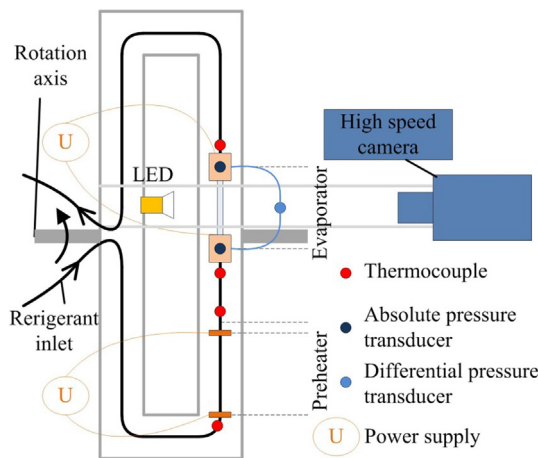 Rotation
axis
U
LED
High speed
camera
Evaporator
Rerigerant
inlet
U
Preheater
Thermocouple
Absolute pressure
transducer
Differential pressure
transducer
U
Power supply